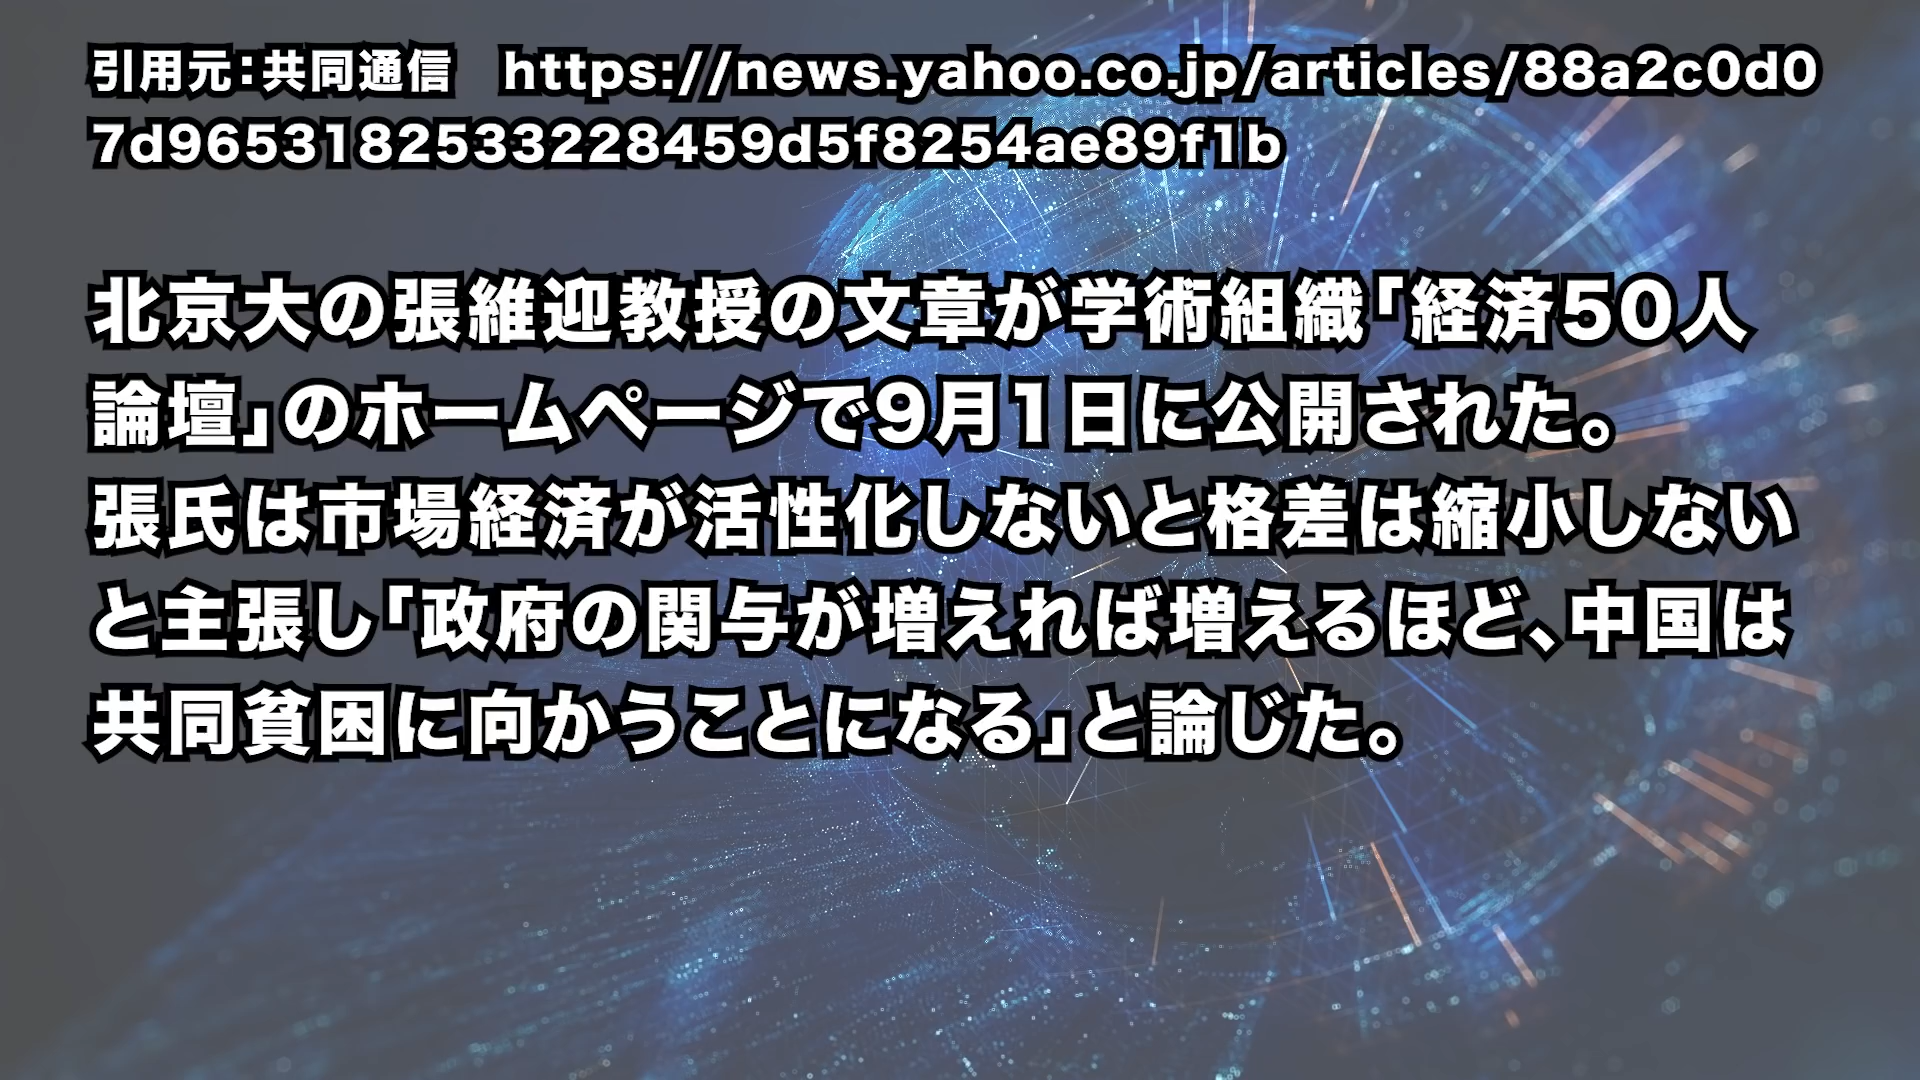 引用元：共同通信　https://news.yahoo.co.jp/articles/88a2c0d0
7d9653182533228459d5f8254ae89f1b
北京大の張維迎教授の文章が学術組織「経済50人
論壇」のホームページで9月1日に公開された。
張氏は市場経済が活性化しないと格差は縮小しない
と主張し「政府の関与が増えれば増えるほど、中国は
共同貧困に向かうことになる」と論じた。